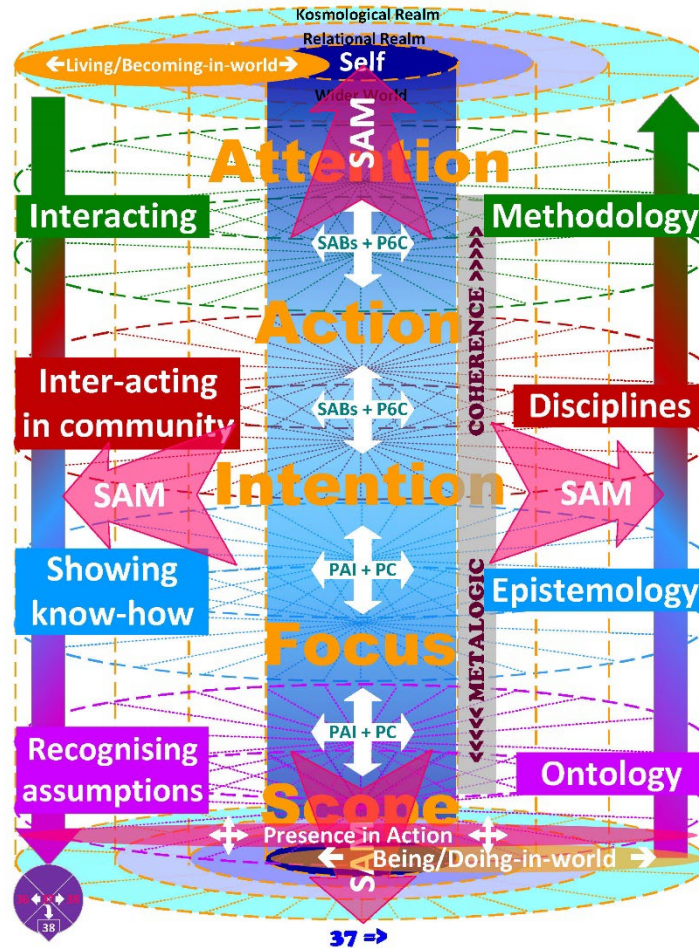 Kosmological Realm
Relational Realm
←Living/Becoming-in-world→
Self
Wider World
SAM
Attention
Interacting
Methodology
SABs + P6C
COHERENCE >>>>>
Action
Inter-acting
in community
SABs + P6C
Disciplines
SAM
Intention
SAM
Showing
know-how
PAI + PC
Epistemology
<<<<< METALOGIC
Focus
Recognising
assumptions
PAI + PC
Ontology
Scope
Presence in Action
← Being/Doing-in-world →
SAM
38
37 =>